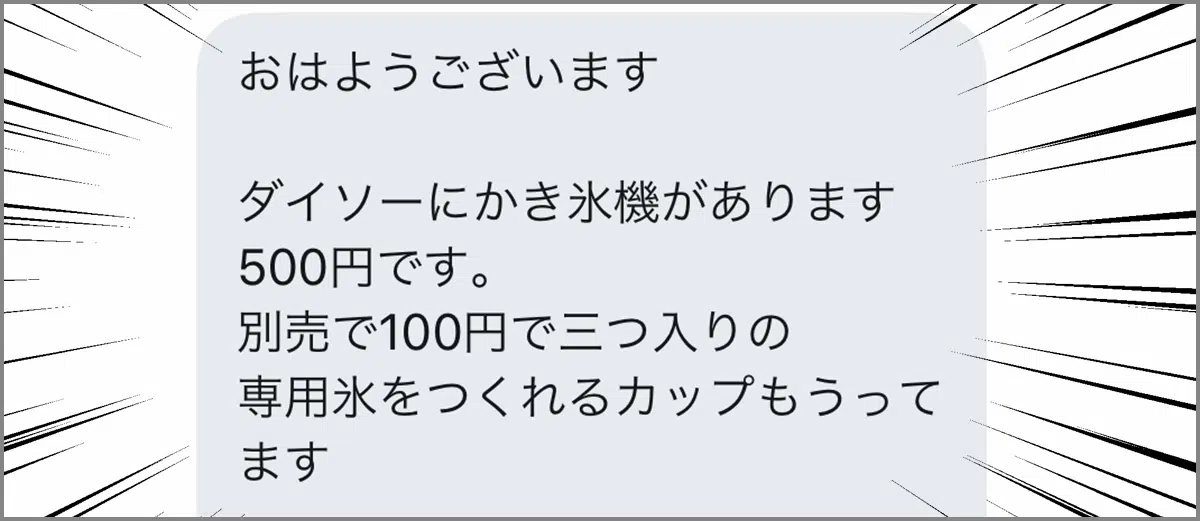 おはようございます
ダイソーにかき氷機があります
500円です。
別売で100円で三つ入りの
専用氷をつくれるカップもうって
ます